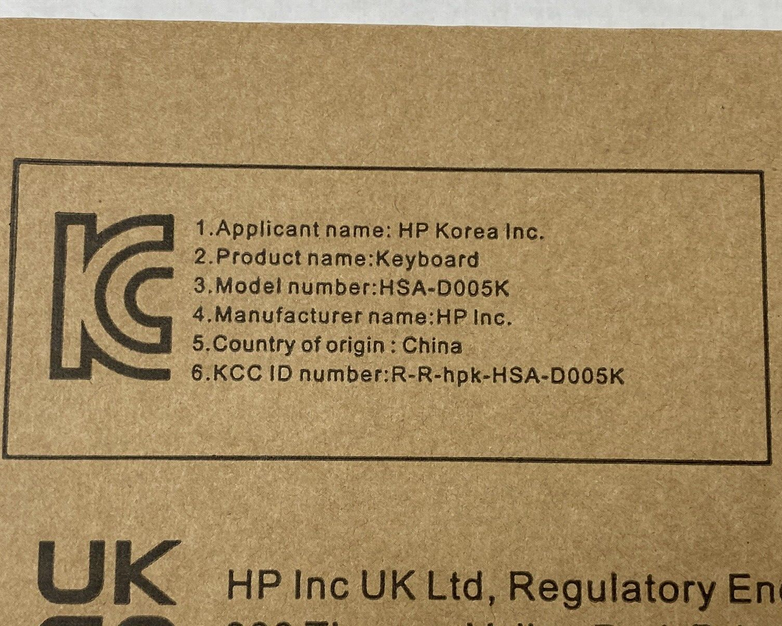 KC
1.Applicant name: HP Korea Inc.
2.Product name:Keyboard
3.Model number:HSA-D005K
4.Manufacturer name:HP Inc.
5.Country of origin : China
6.KCC ID number:R-R-hpk-HSA-D005K
UK
HP Inc UK Ltd, Regulatory